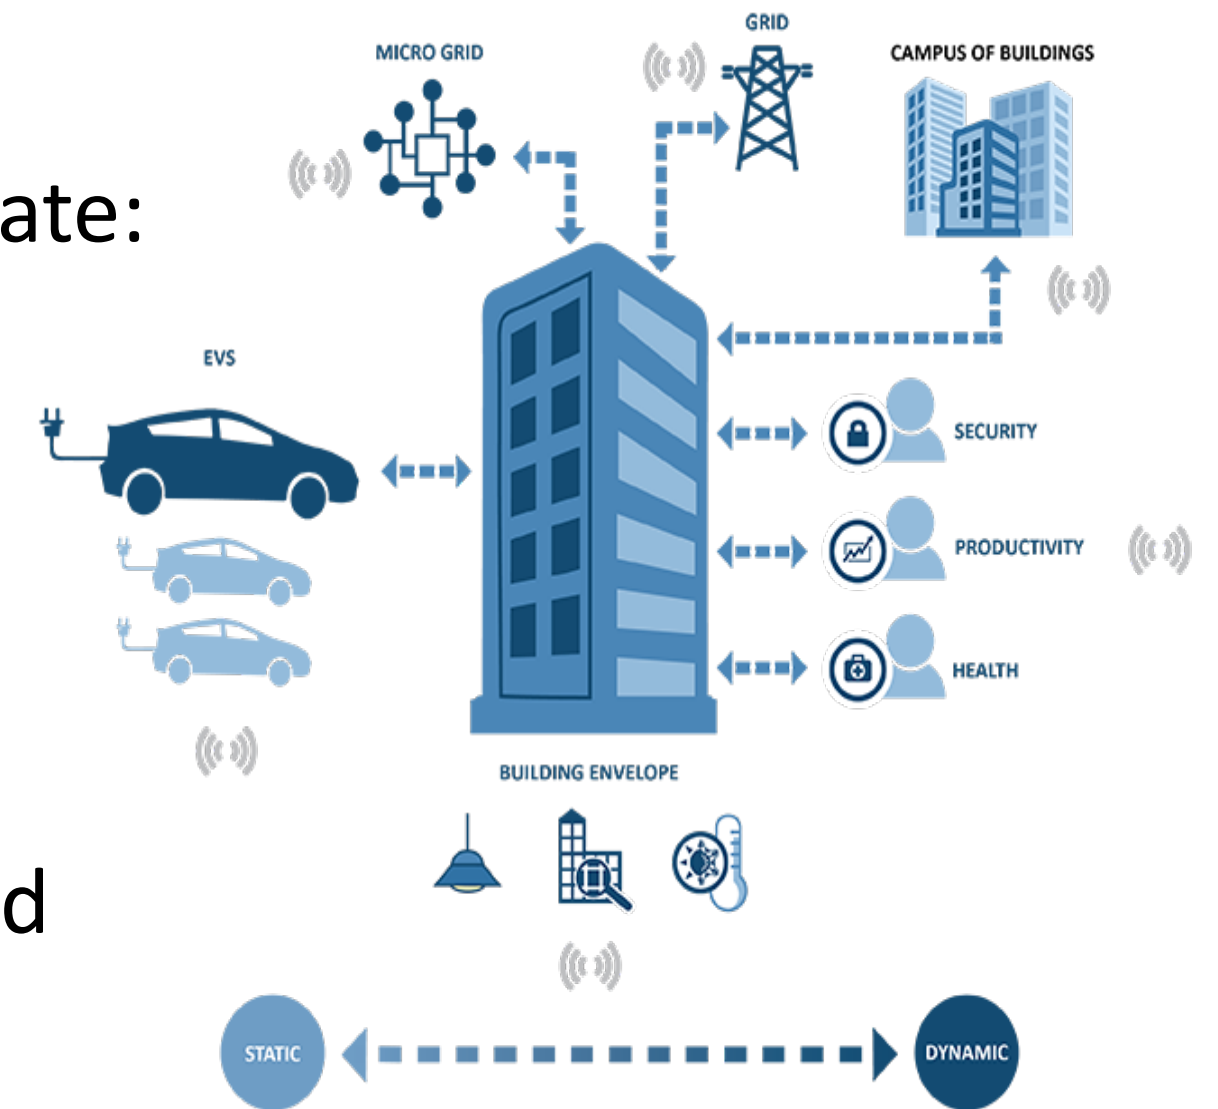 GRID
MICRO GRID
CAMPUS OF BUILDINGS
ate:
EVS
SECURITY
PRODUCTIVITY
HEALTH
BUILDING ENVELOPE
d
STATIC
DYNAMIC